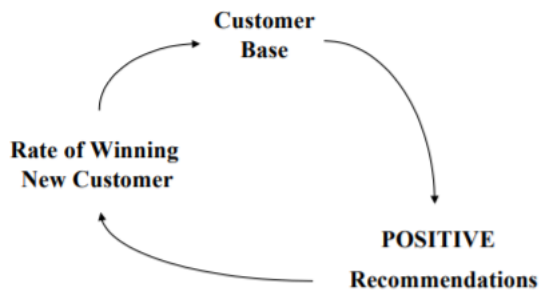 Customer
Base
Rate of Winning
New Customer
POSITIVE
Recommendations